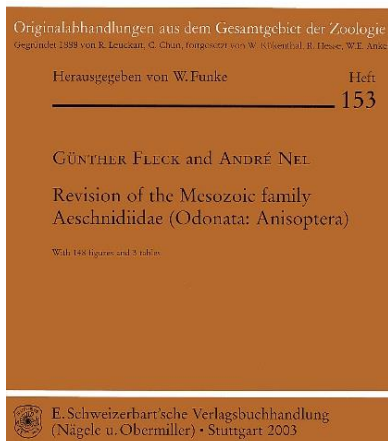 Originalabhandlungen aus dem Gesamtgebiet der Zoologie
Gegründet 1888 von R. Leuckart, C. Chun, fortgesetzt von W. Kükenthal, R. Hesse, W.E. Anke
Herausgegeben von W. Funke
Heft
153
GÜNTHER FLECK and ANDRÉ NEL
Revision of the Mesozoic family
Aeschnidiidae (Odonata: Anisoptera)
With 148 figures and 3 tables
E. Schweizerbart'sche Verlagsbuchhandlung
(Nägele u. Obermiller) · Stuttgart 2003